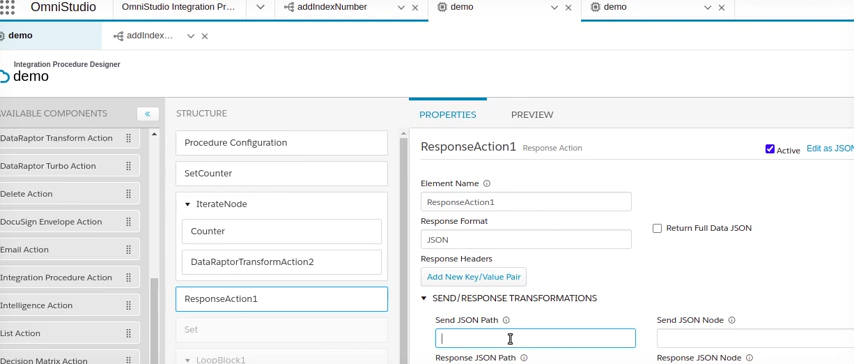 OmniStudio
OmniStudio Integration Pr...
addIndexNumber
demo
demo
demo
addIndex...
Integration Procedure Designer
demo
AVAILABLE COMPONENTS
DataRaptor Transform Action
DataRaptor Turbo Action
Delete Action
DocuSign Envelope Action
Email Action
Integration Procedure Action
Intelligence Action
List Action
Decision Matrix Action
STRUCTURE
Procedure Configuration
SetCounter
IterateNode
Counter
DataRaptorTransformAction2
ResponseAction1
Set
LoopBlock1
PROPERTIES
PREVIEW
ResponseAction1 Response Action
Active
Edit as JSON
Element Name
ResponseAction1
Response Format
JSON
Return Full Data JSON
Response Headers
Add New Key/Value Pair
SEND/RESPONSE TRANSFORMATIONS
Send JSON Path
Send JSON Node
Response JSON Path
Response JSON Node